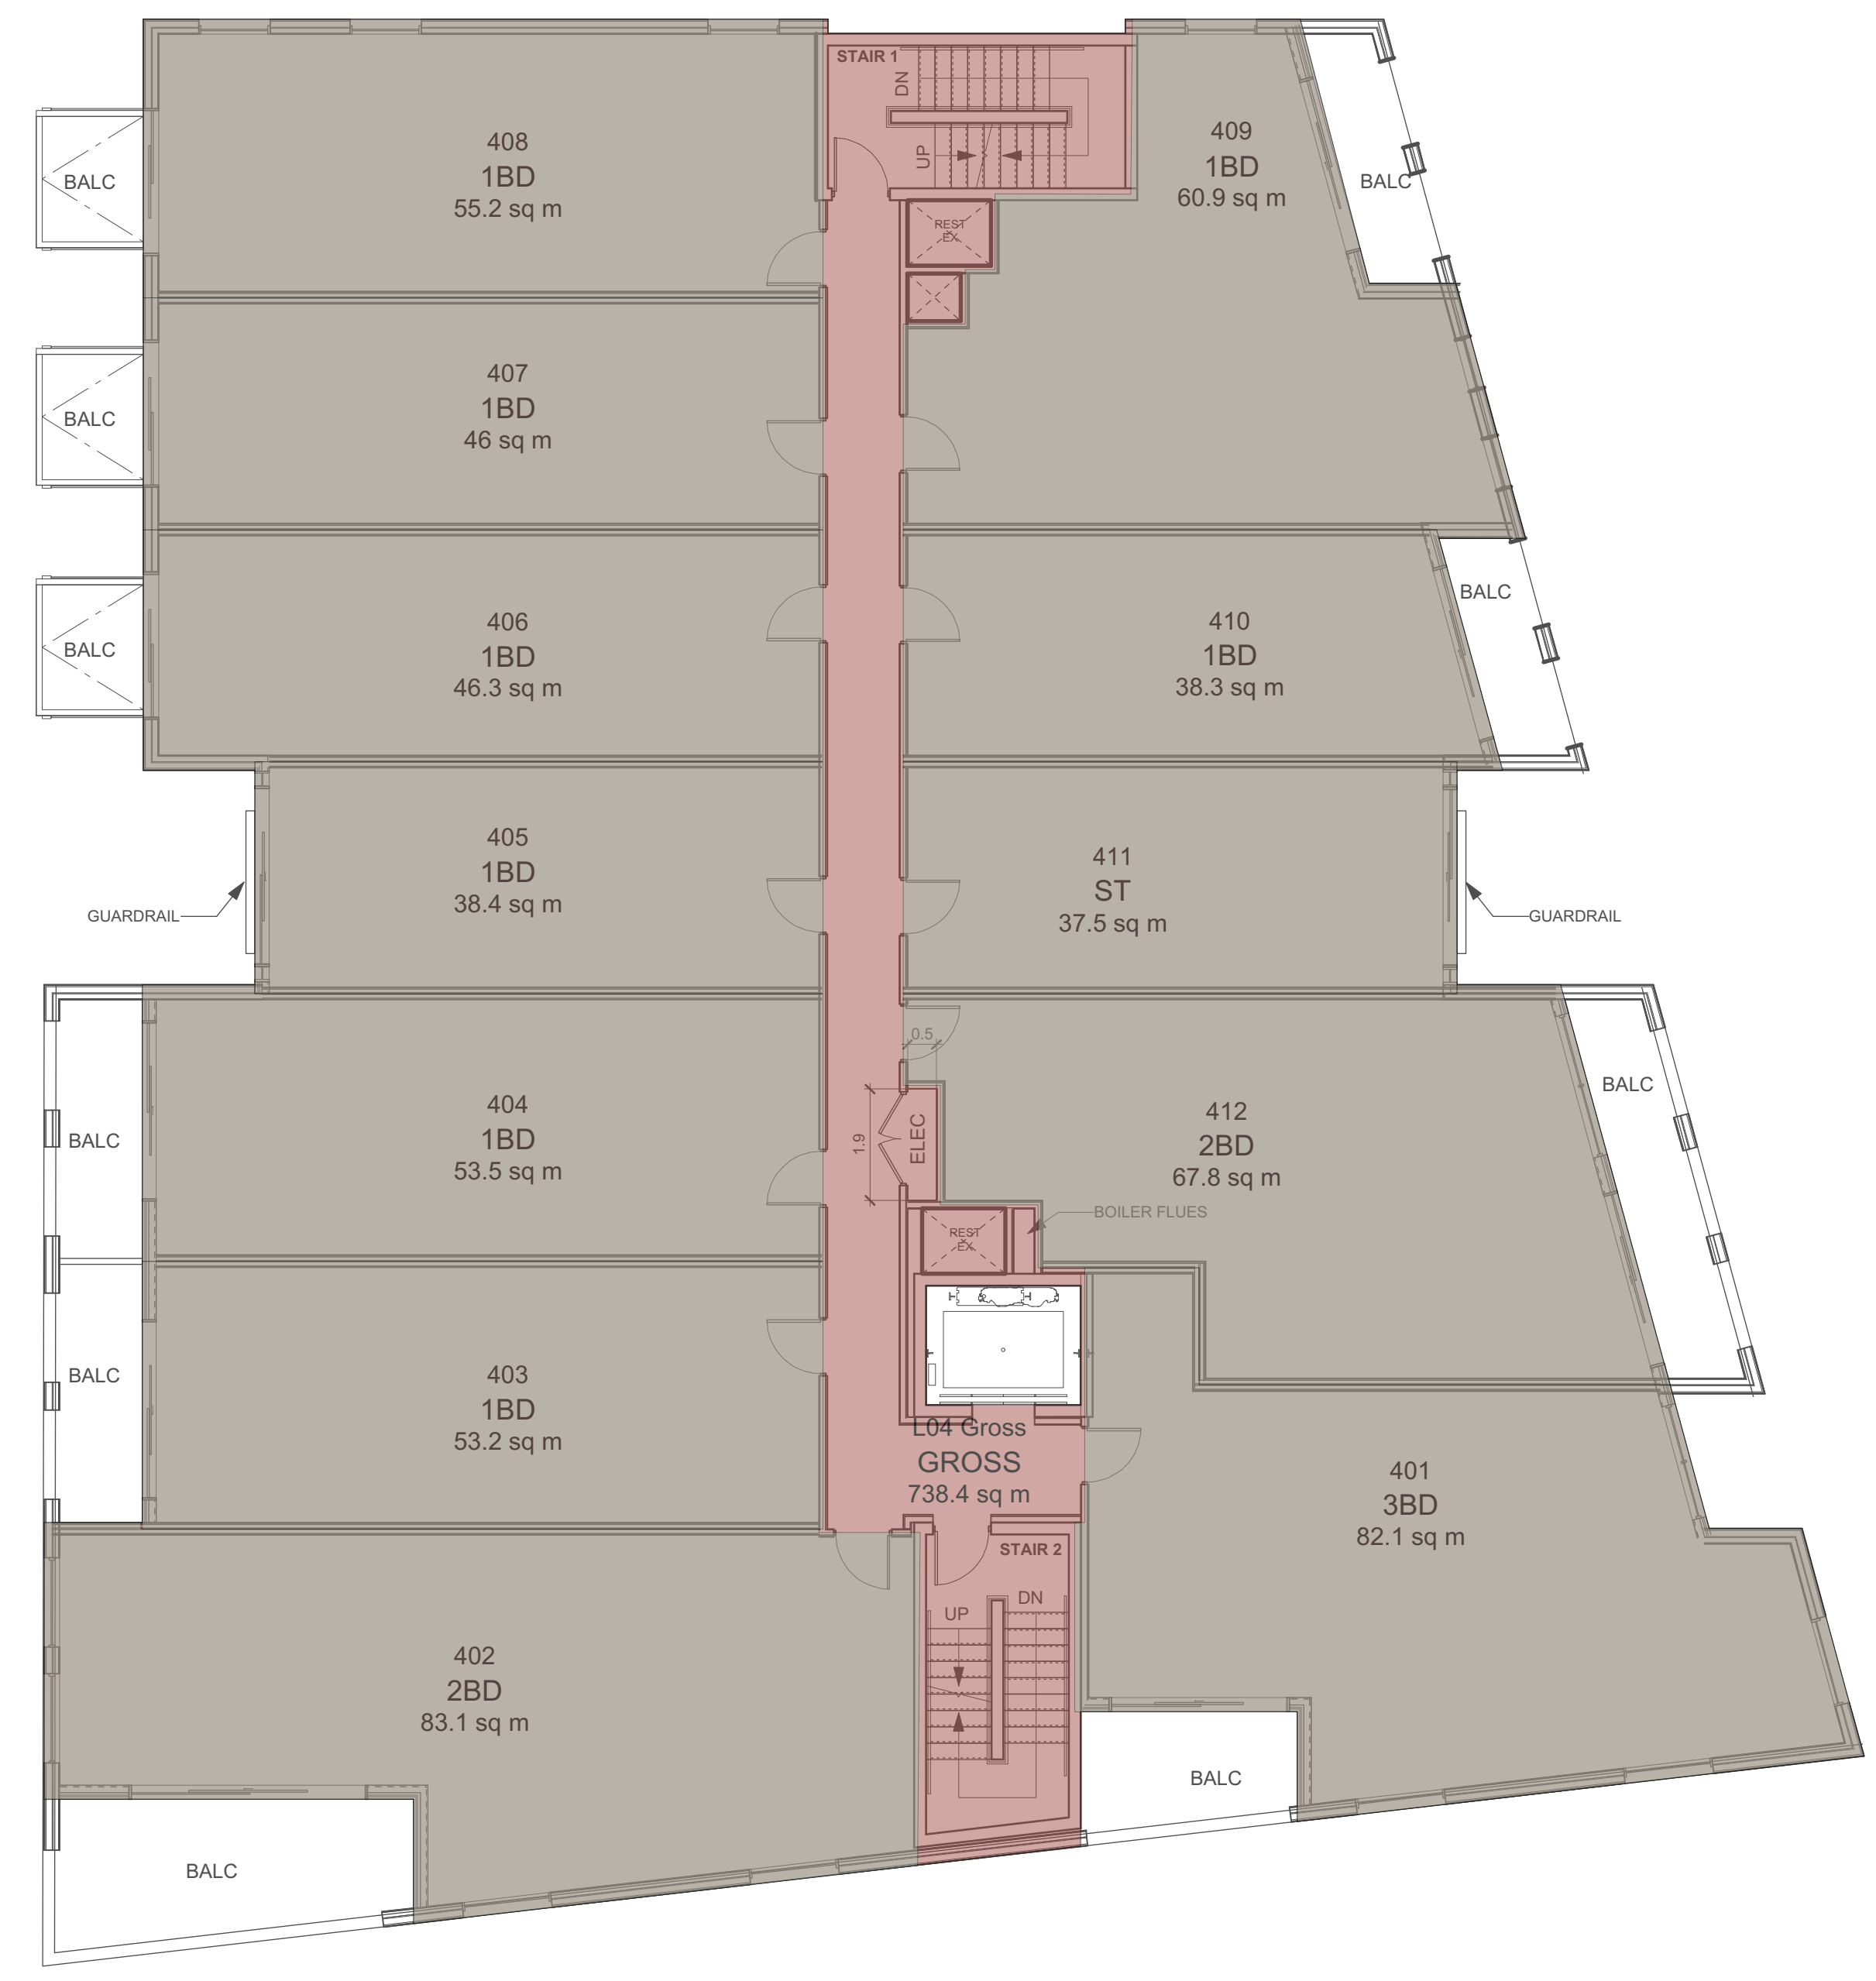 STAIR 1
DN
UP
408
1BD
55.2 sq m
BALC
409
1BD
60.9 sq m
BALC
REST
EX
407
1BD
46 sq m
BALC
406
1BD
46.3 sq m
BALC
410
1BD
38.3 sq m
BALC
405
1BD
38.4 sq m
GUARDRAIL
411
ST
37.5 sq m
GUARDRAIL
404
1BD
53.5 sq m
BALC
0.5
1.9
ELEC
412
2BD
67.8 sq m
BALC
BOILER FLUES
REST
EX
403
1BD
53.2 sq m
BALC
L04 Gross
GROSS
738.4 sq m
401
3BD
82.1 sq m
STAIR 2
UP
DN
402
2BD
83.1 sq m
BALC
BALC